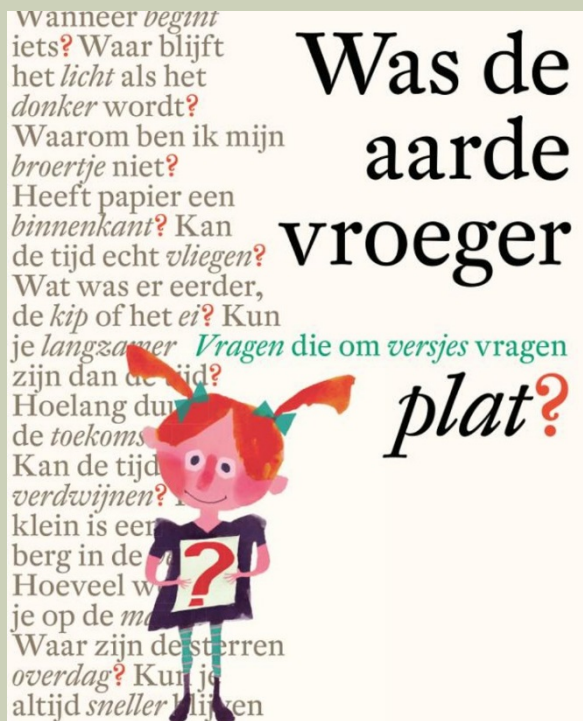 Wanneer begint
iets? Waar blijft
het licht als het
donker wordt?
Waarom ben ik mijn
broertje niet?
Heeft papier een
binnenkant? Kan
de tijd echt vliegen?
Wat was er eerder,
de kip of het ei? Kun
je langzamer
zijn dan de tijd?
Hoelang
de
Kan de tijd
verdwijnen?
klein is een
berg in de
Hoeveel
je op de
Waar zijn de sterren
overdag? Kun je
altijd sneller blijven
Was de
aarde
vroeger
Vragen die om versjes vragen
plat?
?